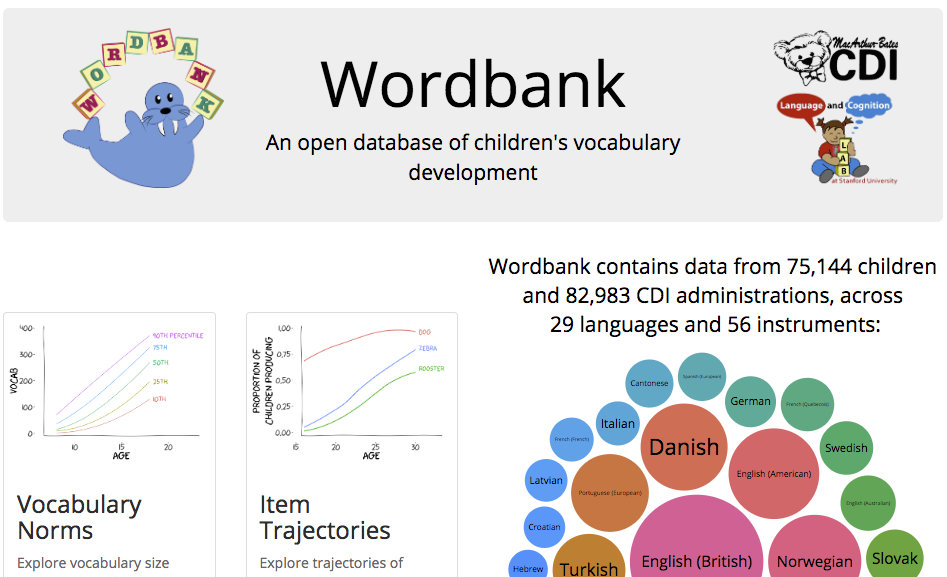 WORDBANK
Wordbank
An open database of children's vocabulary
development
MacArthur-Bates
CDI
Language and Cognition
LAB
at Stanford University
Wordbank contains data from 75,144 children
and 82,983 CDI administrations, across
29 languages and 56 instruments:
400-
300-
200-
100-
0-
VOCAB
90TH PERCENTILE
75TH
50TH
25TH
10TH
10 15 20
AGE
Vocabulary
Norms
Explore vocabulary size
1.00
0.75
0.50
0.25
0.00
PROPORTION OF
CHILDREN PRODUCING
DOG
ZEBRA
ROOSTER
15 20 25 30
AGE
Item
Trajectories
Explore trajectories of
Cantonese
Spanish (European)
German
French (Quebecois)
Italian
French (French)
Danish
English (American)
Swedish
Latvian
Portuguese (European)
English (Australian)
Croatian
Hebrew
Turkish
English (British)
Norwegian
Slovak